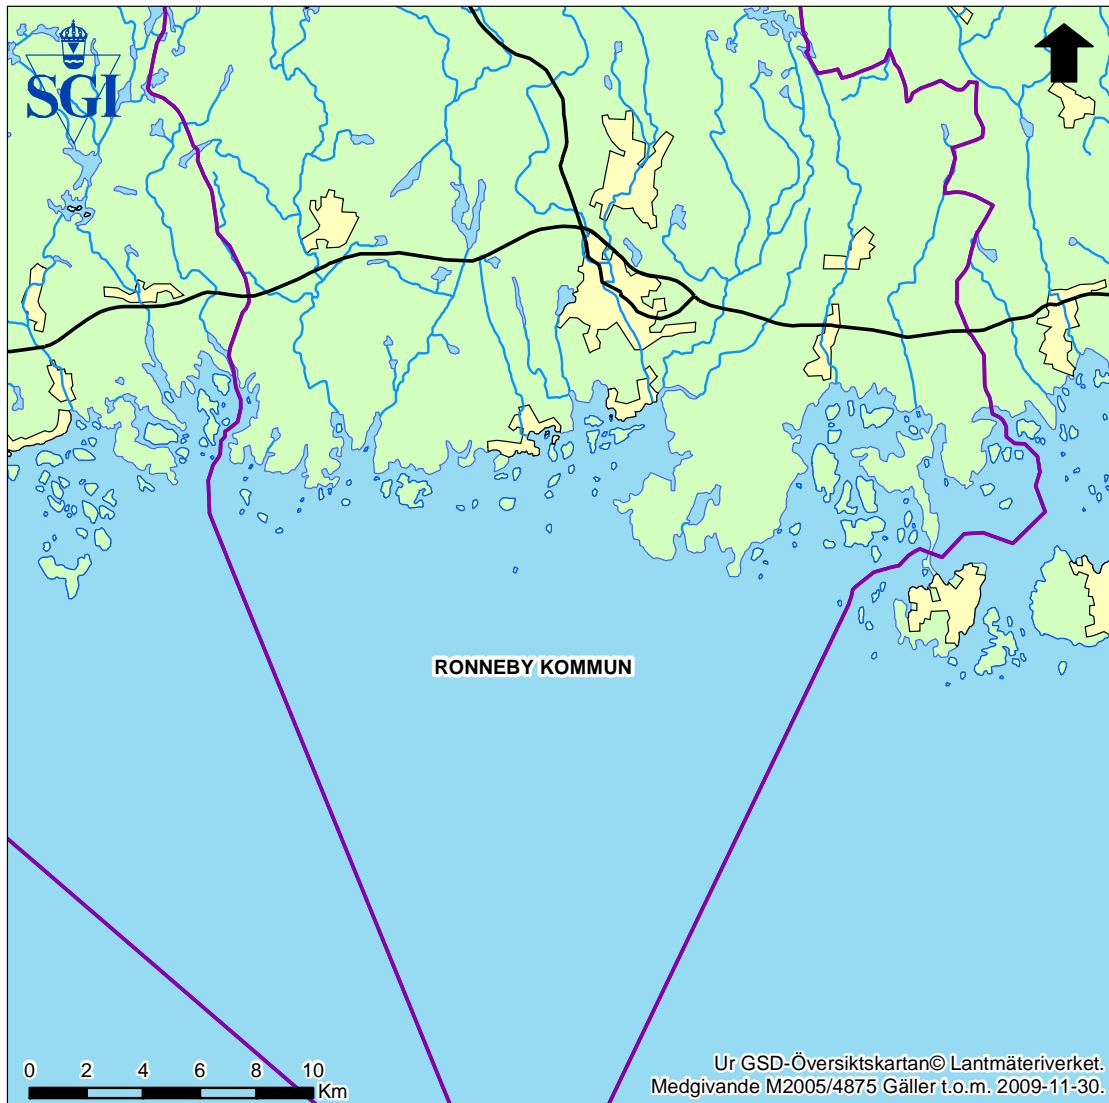 SGI
RONNEBY KOMMUN
0 2 4 6 8 10
Km
Ur GSD-Översiktskartan© Lantmäteriverket.
Medgivande M2005/4875 Gäller t.o.m. 2009-11-30.